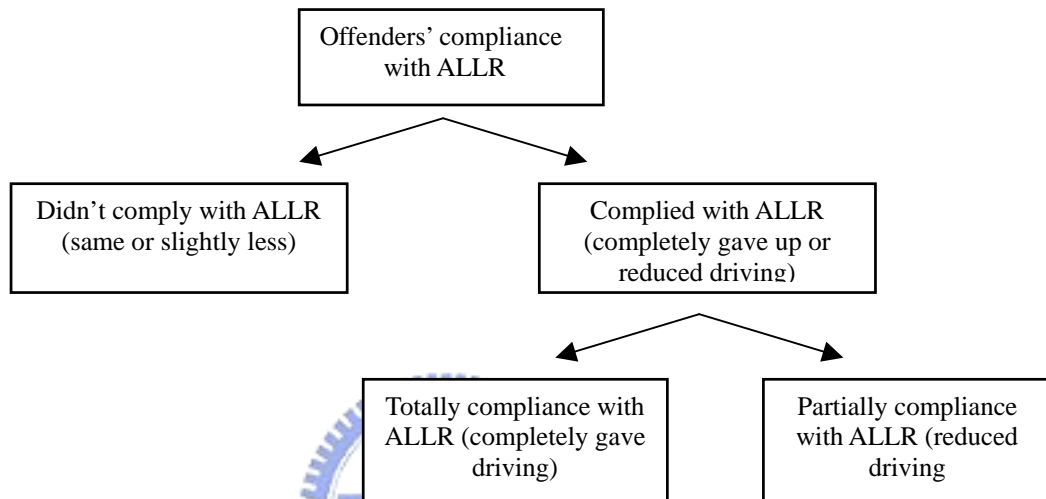 Offenders’ compliance
with ALLR
Didn’t comply with ALLR
(same or slightly less)
Complied with ALLR
(completely gave up or
reduced driving)
Totally compliance with
ALLR (completely gave
driving)
Partially compliance
with ALLR (reduced
driving